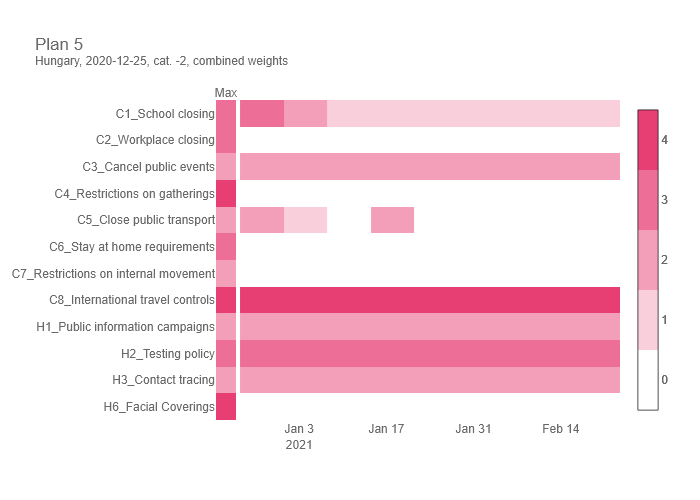 Plan 5
Hungary, 2020-12-25, cat. -2, combined weights
Max
C1_School closing
C2_Workplace closing
C3_Cancel public events
C4_Restrictions on gatherings
C5_Close public transport
C6_Stay at home requirements
C7_Restrictions on internal movement
C8_International travel controls
H1_Public information campaigns
H2_Testing policy
H3_Contact tracing
H6_Facial Coverings
Jan 3 Jan 17 Jan 31 Feb 14
2021
4
3
2
1
0